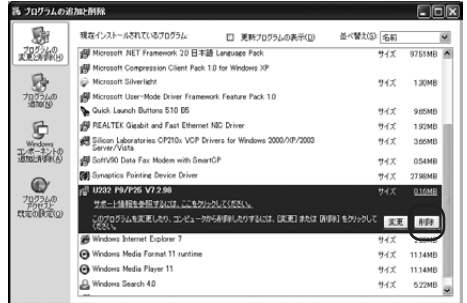 プログラムの追加と削除
プログラムの
変更と削除(H)
プログラムの
追加(N)
Windows
コンポーネントの
追加と削除(A)
プログラムの
アクセスと
既定の設定(O)
現在インストールされているプログラム:
更新プログラムの表示(D)
並べ替え(S): 名前
Microsoft .NET Framework 2.0 日本語 Language Pack サイズ 97.51MB
Microsoft Compression Client Pack 1.0 for Windows XP
Microsoft Silverlight サイズ 1.30MB
Microsoft User-Mode Driver Framework Feature Pack 1.0
Quick Launch Buttons 5.10 B5 サイズ 9.65MB
REALTEK Gigabit and Fast Ethernet NIC Driver サイズ 1.92MB
Silicon Laboratories CP210x VCP Drivers for Windows 2000/XP/2003
Server/Vista サイズ 3.66MB
SoftV90 Data Fax Modem with SmartCP サイズ 0.54MB
Synaptics Pointing Device Driver サイズ 27.98MB
U232 P9/P25 V7.2.98 サイズ 0.16MB
サポート情報を参照するには、ここをクリックしてください。
このプログラムを変更したり、コンピュータから削除したりするには、[変更] または [削除] をクリックして
ください。
変更 削除
Windows Internet Explorer 7 サイズ
Windows Media Format 11 runtime サイズ 11.14MB
Windows Media Player 11 サイズ 11.14MB
Windows Search 4.0 サイズ 5.22MB